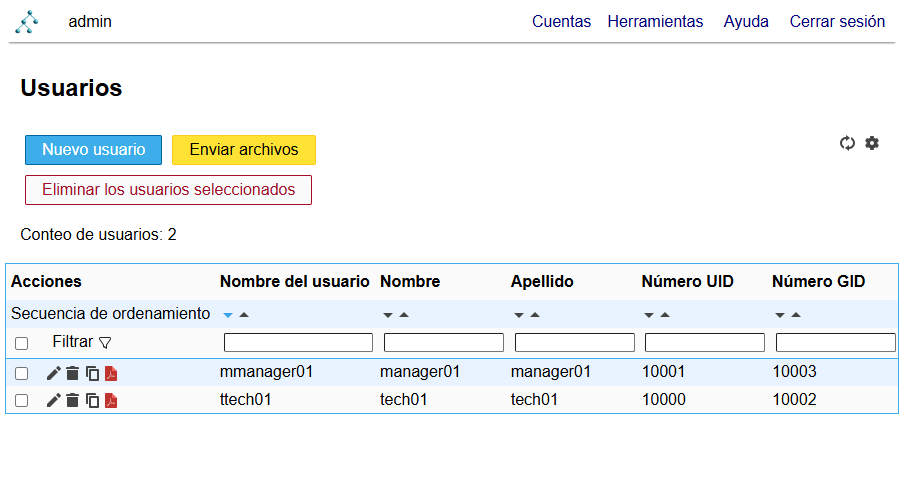 admin Cuentas Herramientas Ayuda Cerrar sesión
Usuarios
Nuevo usuario Enviar archivos
Eliminar los usuarios seleccionados
Conteo de usuarios: 2
Acciones Nombre del usuario Nombre Apellido Número UID Número GID
Secuencia de ordenamiento
Filtrar
mmanager01 manager01 manager01 10001 10003
ttech01 tech01 tech01 10000 10002